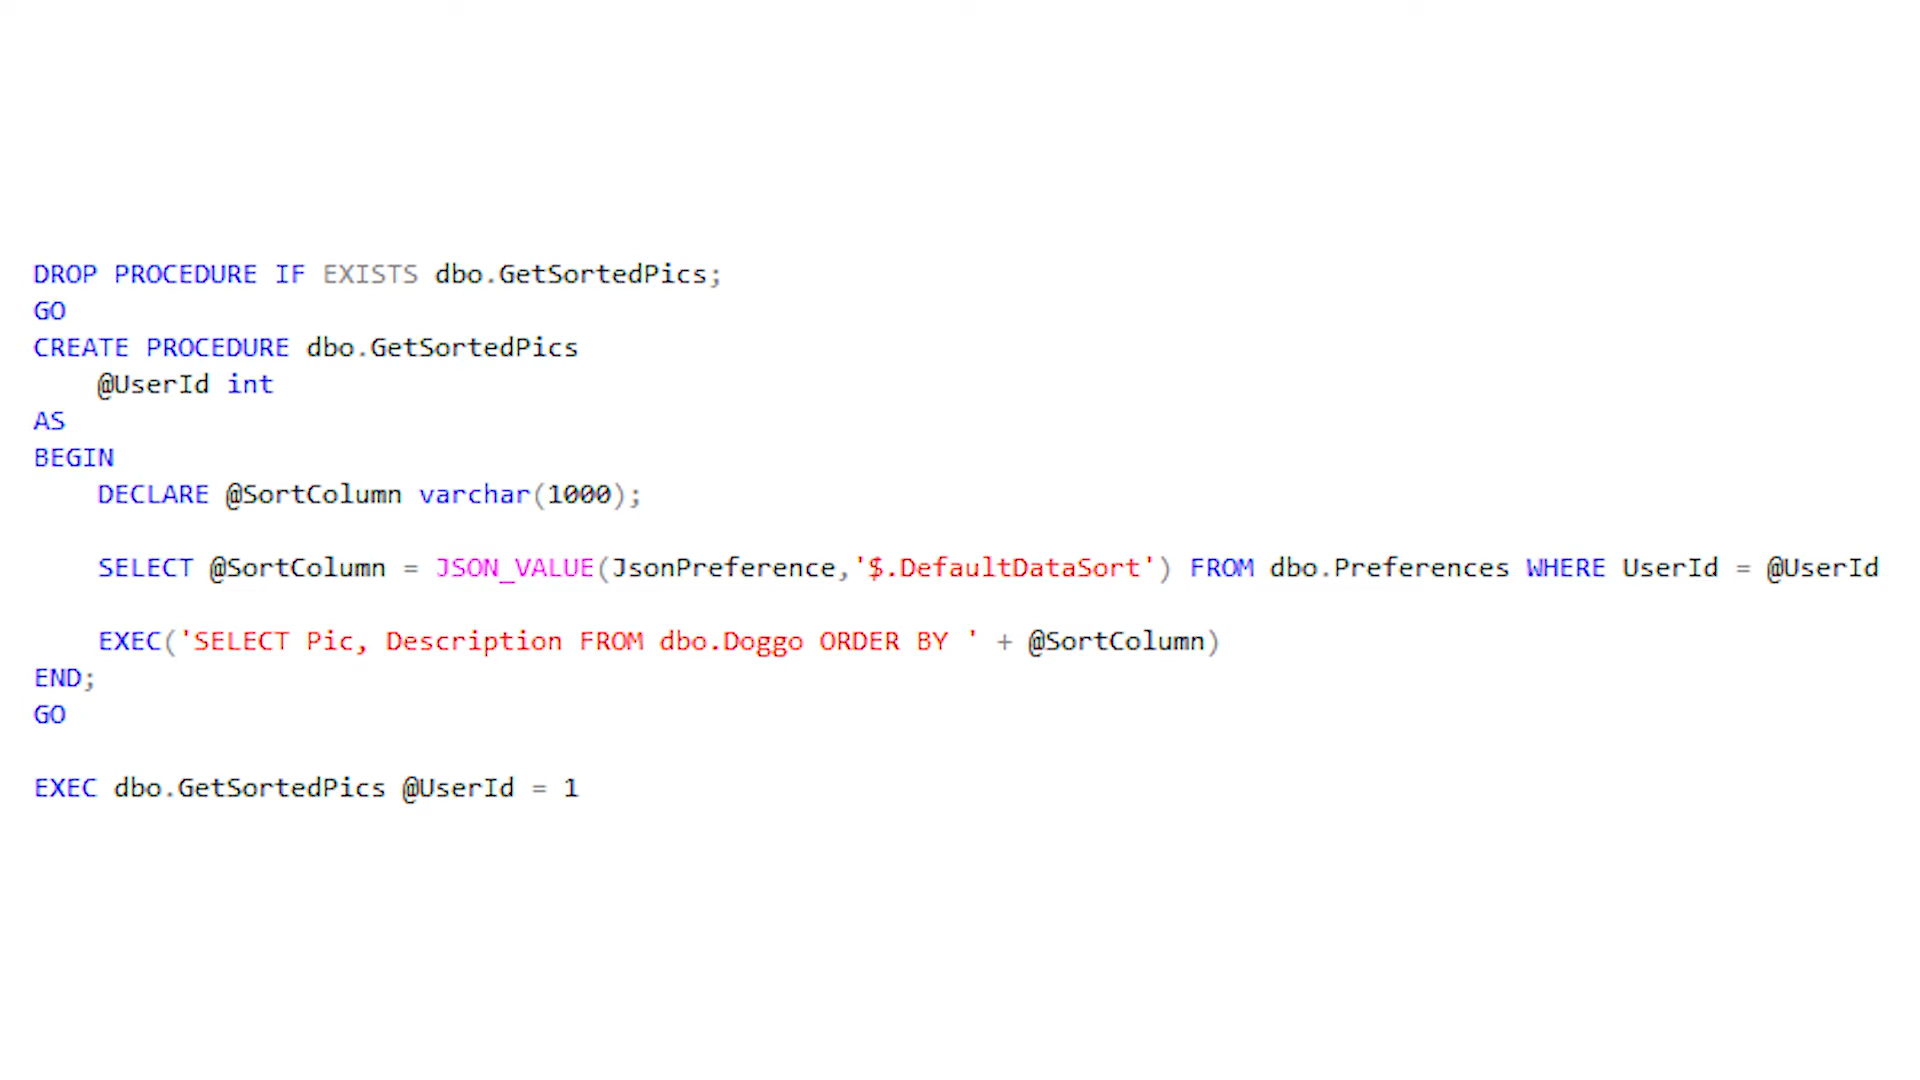 DROP PROCEDURE IF EXISTS dbo.GetSortedPics;
GO
CREATE PROCEDURE dbo.GetSortedPics
    @UserId int
AS
BEGIN
    DECLARE @SortColumn varchar(1000);
    SELECT @SortColumn = JSON_VALUE(JsonPreference,'$.DefaultDataSort') FROM dbo.Preferences WHERE UserId = @UserId
    EXEC('SELECT Pic, Description FROM dbo.Doggo ORDER BY ' + @SortColumn)
END;
GO
EXEC dbo.GetSortedPics @UserId = 1